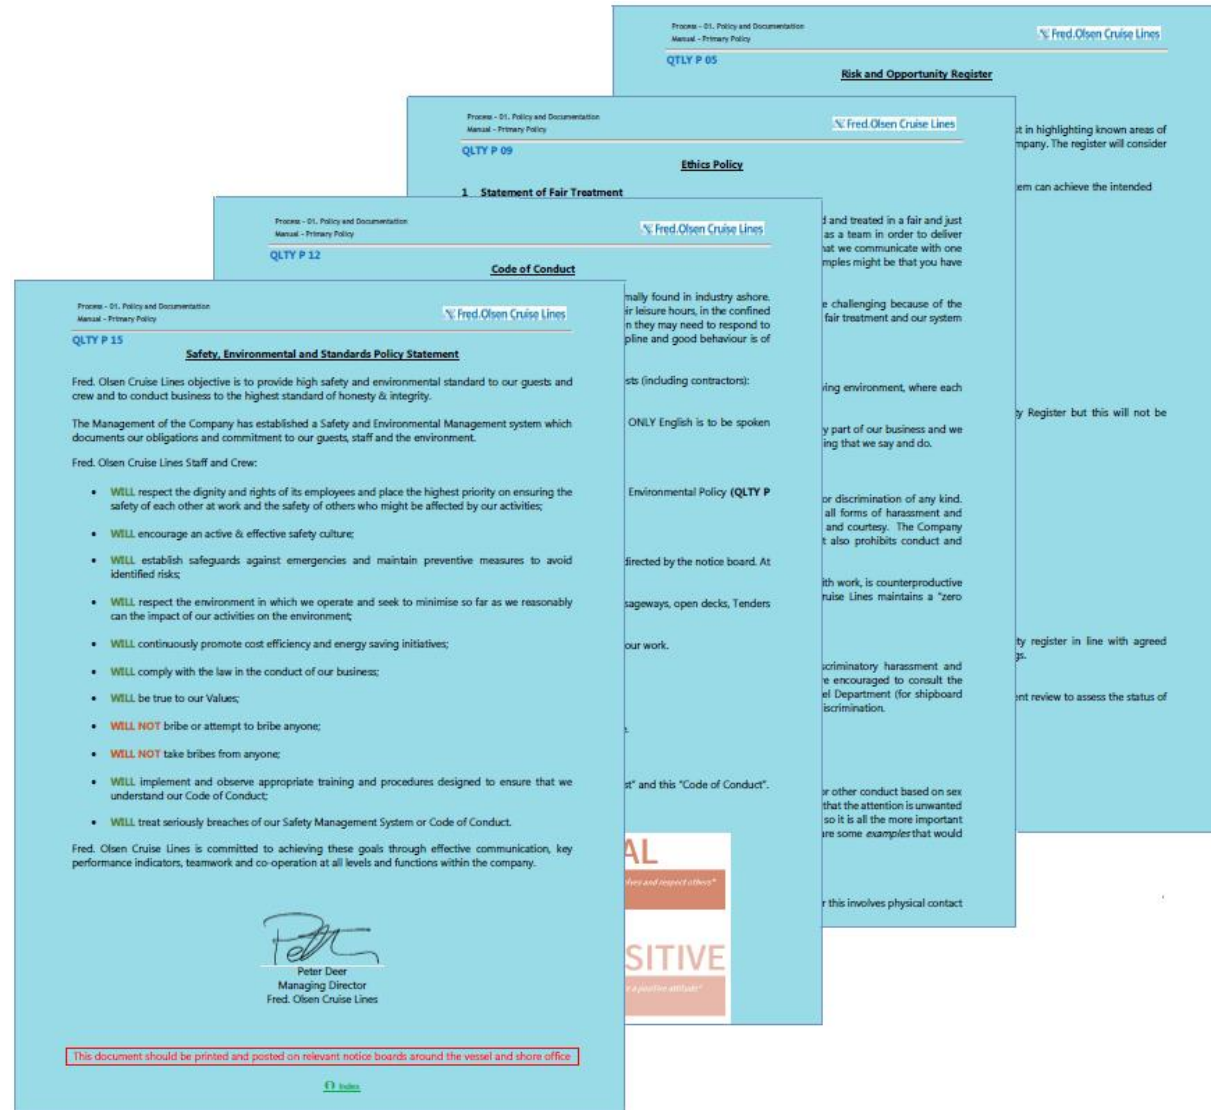 Process - 01. Policy and Documentation
Manual - Primary Policy
Fred.Olsen Cruise Lines
QTLY P 05
Risk and Opportunity Register
st in highlighting known areas of
mpany. The register will consider
tem can achieve the intended
ty Register but this will not be
ty register in line with agreed
gs.
ent review to assess the status of
Process - 01. Policy and Documentation
Manual - Primary Policy
Fred.Olsen Cruise Lines
QLTY P 09
Ethics Policy
1 Statement of Fair Treatment
d and treated in a fair and just
as a team in order to deliver
hat we communicate with one
mples might be that you have
e challenging because of the
fair treatment and our system
ving environment, where each
y part of our business and we
ing that we say and do.
or discrimination of any kind.
all forms of harassment and
and courtesy. The Company
t also prohibits conduct and
ith work, is counterproductive
ruise Lines maintains a "zero
scriminatory harassment and
re encouraged to consult the
el Department (for shipboard
iscrimination.
or other conduct based on sex
that the attention is unwanted
so it is all the more important
are some examples that would
r this involves physical contact
Process - 01. Policy and Documentation
Manual - Primary Policy
Fred.Olsen Cruise Lines
QLTY P 12
Code of Conduct
mally found in industry ashore.
eir leisure hours, in the confined
n they may need to respond to
pline and good behaviour is of
sts (including contractors):
ONLY English is to be spoken
Environmental Policy (QLTY P
directed by the notice board. At
sageways, open decks, Tenders
our work.
e.
st" and this "Code of Conduct".
AL
elves and respect others"
SITIVE
e a positive attitude"
Process - 01. Policy and Documentation
Manual - Primary Policy
Fred.Olsen Cruise Lines
QLTY P 15
Safety, Environmental and Standards Policy Statement
Fred. Olsen Cruise Lines objective is to provide high safety and environmental standard to our guests and
crew and to conduct business to the highest standard of honesty & integrity.
The Management of the Company has established a Safety and Environmental Management system which
documents our obligations and commitment to our guests, staff and the environment.
Fred. Olsen Cruise Lines Staff and Crew:
• WILL respect the dignity and rights of its employees and place the highest priority on ensuring the
safety of each other at work and the safety of others who might be affected by our activities;
• WILL encourage an active & effective safety culture;
• WILL establish safeguards against emergencies and maintain preventive measures to avoid
identified risks;
• WILL respect the environment in which we operate and seek to minimise so far as we reasonably
can the impact of our activities on the environment;
• WILL continuously promote cost efficiency and energy saving initiatives;
• WILL comply with the law in the conduct of our business;
• WILL be true to our Values;
• WILL NOT bribe or attempt to bribe anyone;
• WILL NOT take bribes from anyone;
• WILL implement and observe appropriate training and procedures designed to ensure that we
understand our Code of Conduct;
• WILL treat seriously breaches of our Safety Management System or Code of Conduct.
Fred. Olsen Cruise Lines is committed to achieving these goals through effective communication, key
performance indicators, teamwork and co-operation at all levels and functions within the company.
Peter Deer
Managing Director
Fred. Olsen Cruise Lines
This document should be printed and posted on relevant notice boards around the vessel and shore office
Index